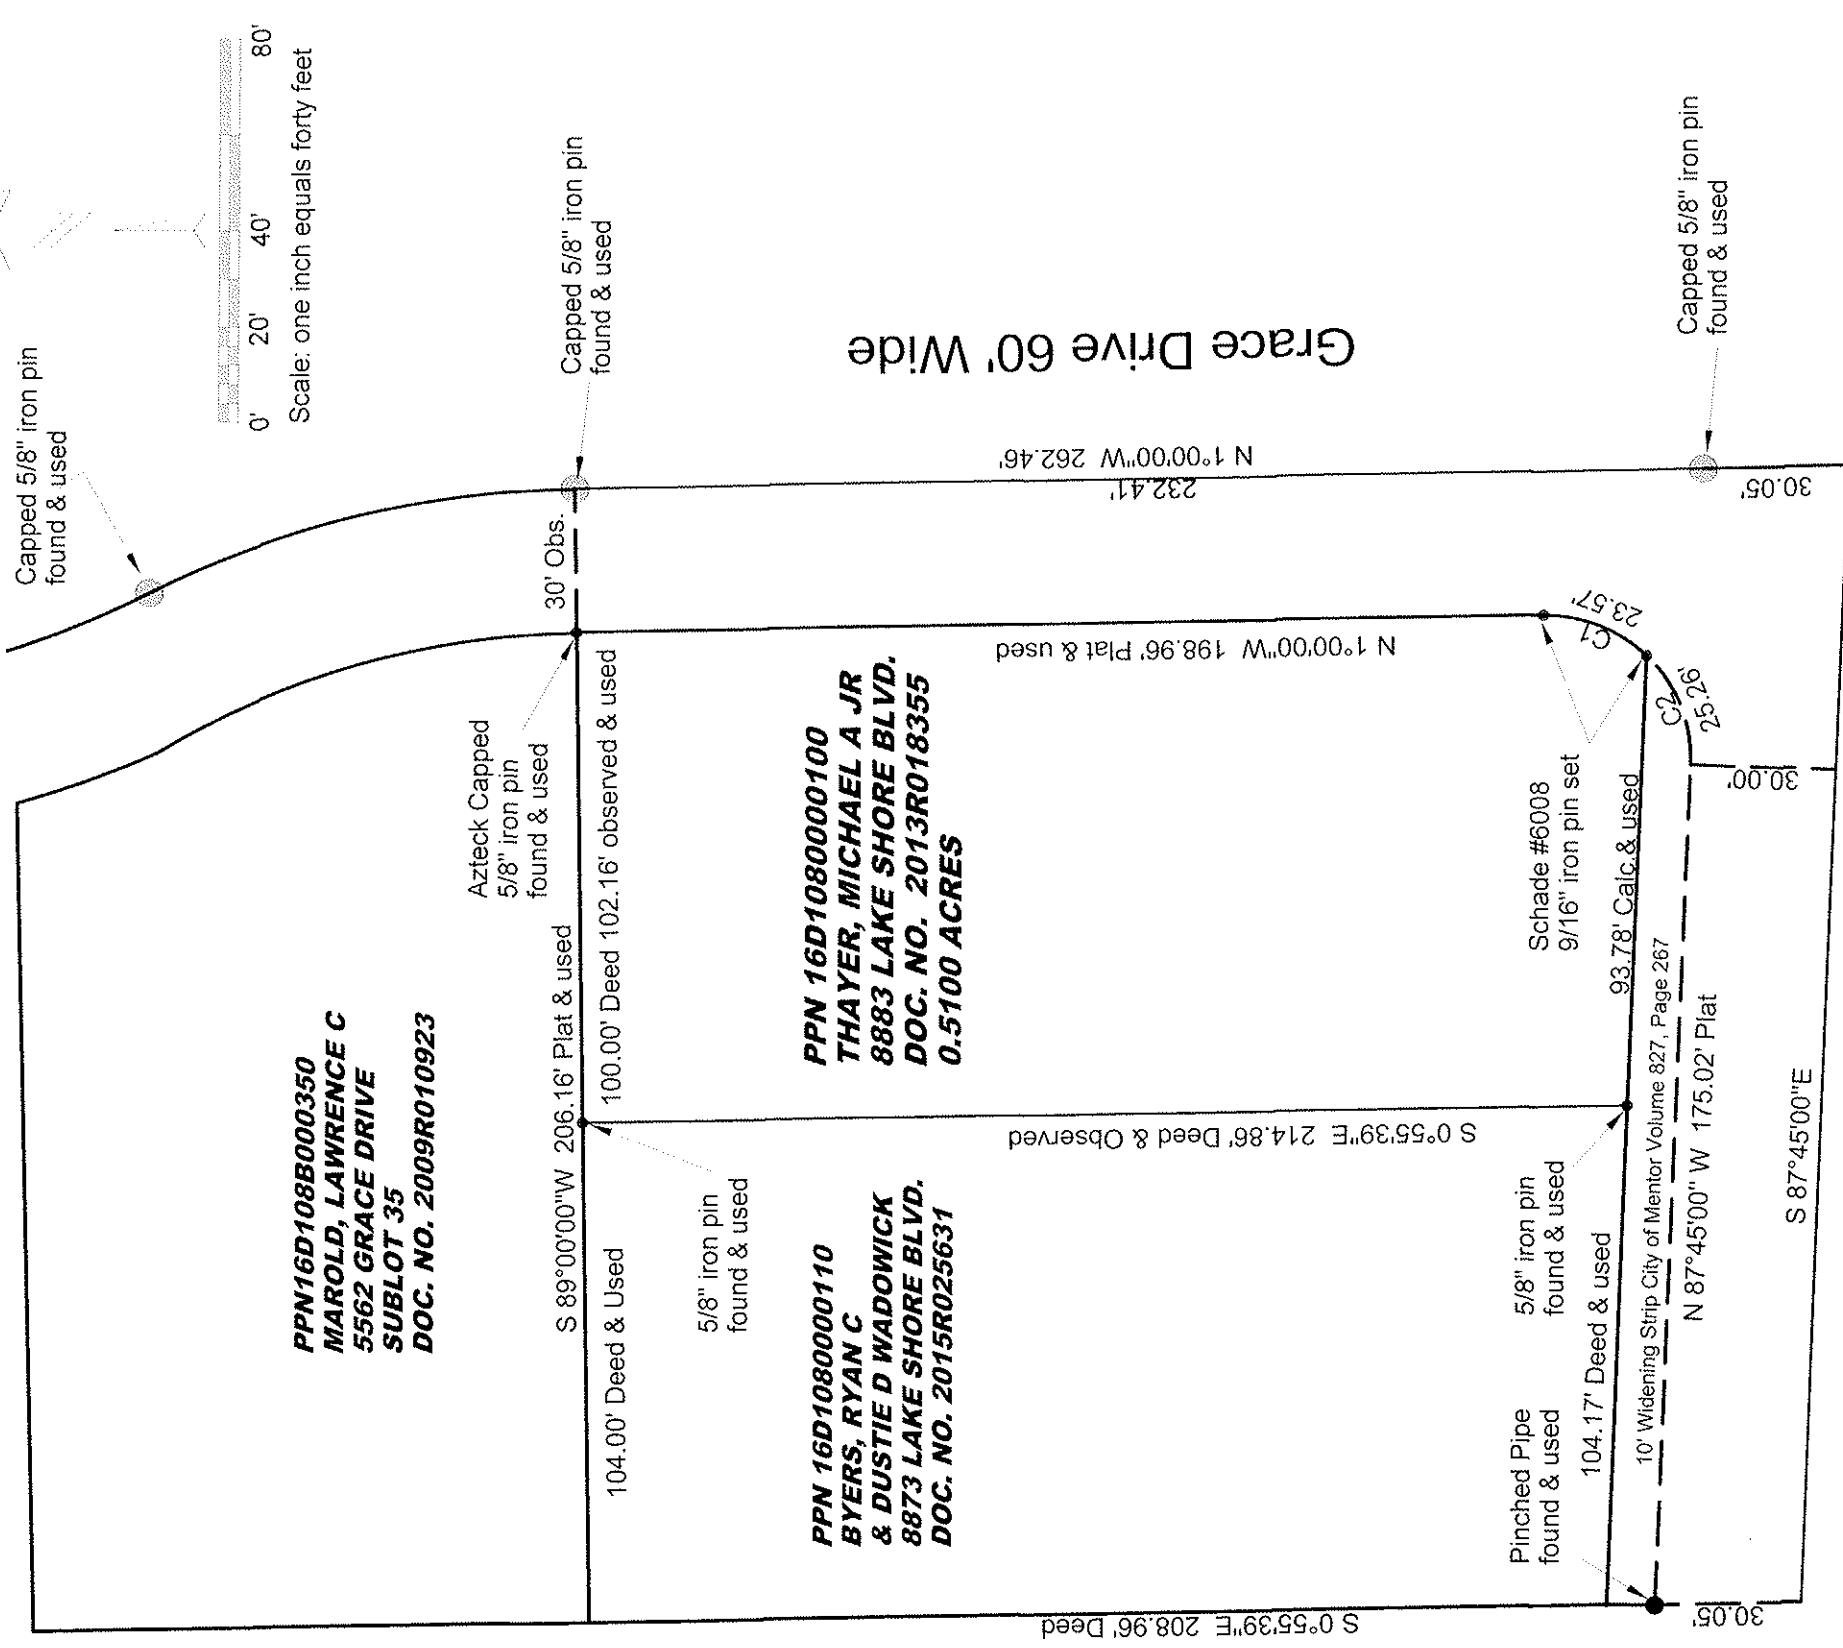 Capped 5/8" iron pin
found & used
0' 20' 40' 80'
Scale: one inch equals forty feet
Capped 5/8" iron pin
found & used
Grace Drive 60' Wide
N 1°00'00"W 262.46'
232.41'
Capped 5/8" iron pin
found & used
30.05'
30' Obs.
Azteck Capped
5/8" iron pin
found & used
N 1°00'00"W 198.96' Plat & used
C1
23.57'
C2
25.26'
PPN16D108B000350
MAROLD, LAWRENCE C
5562 GRACE DRIVE
SUBLOT 35
DOC. NO. 2009R010923
S 89°00'00"W 206.16' Plat & used
100.00' Deed 102.16' observed & used
104.00' Deed & Used
PPN 16D1080000100
THAYER, MICHAEL A JR
8883 LAKE SHORE BLVD.
DOC. NO. 2013R018355
0.5100 ACRES
Schade #6008
9/16" iron pin set
93.78' Calc.& used
30.00'
5/8" iron pin
found & used
S 0°55'39"E 214.86' Deed & Observed
PPN 16D1080000110
BYERS, RYAN C
& DUSTIE D WADOWICK
8873 LAKE SHORE BLVD.
DOC. NO. 2015R025631
5/8" iron pin
found & used
Pinched Pipe
found & used
104.17' Deed & used
10' Widening Strip City of Mentor Volume 827, Page 267
N 87°45'00" W 175.02' Plat
S 87°45'00"E
S 0°55'39"E 208.96' Deed
30.05'